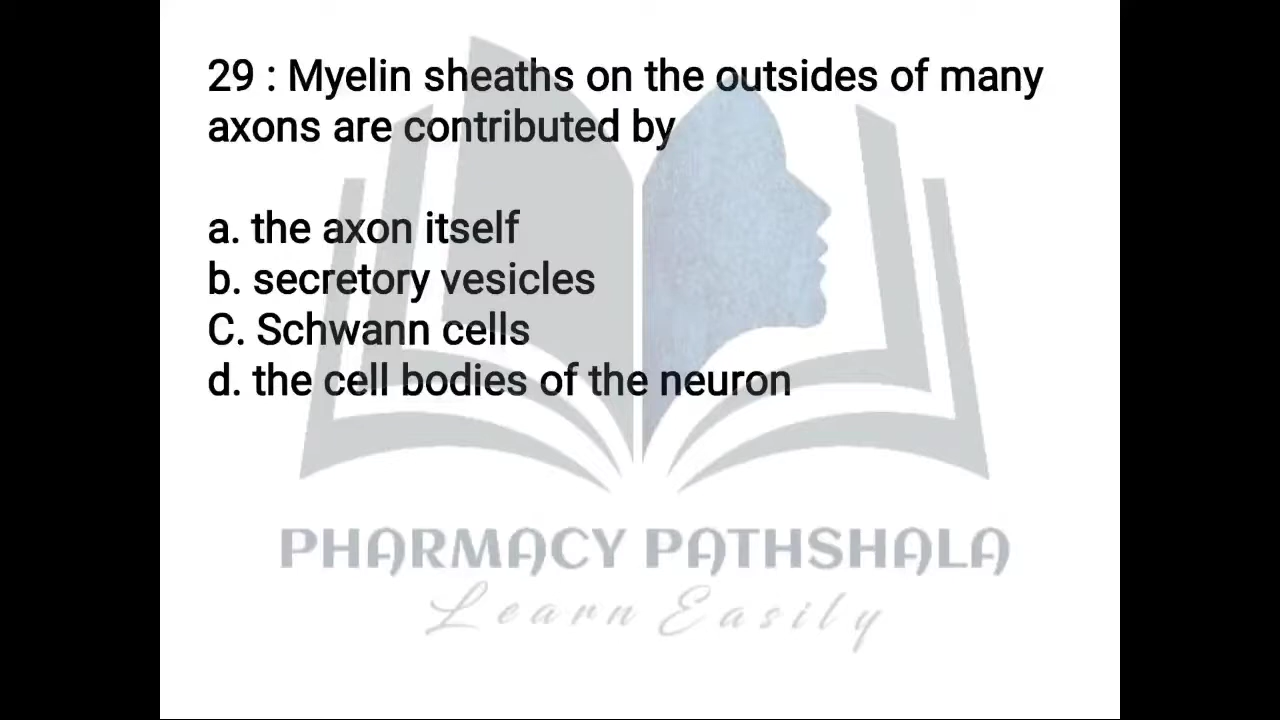 29 : Myelin sheaths on the outsides of many
axons are contributed by
a. the axon itself
b. secretory vesicles
C. Schwann cells
d. the cell bodies of the neuron
PHARMACY PATHSHALA
Learn Easily